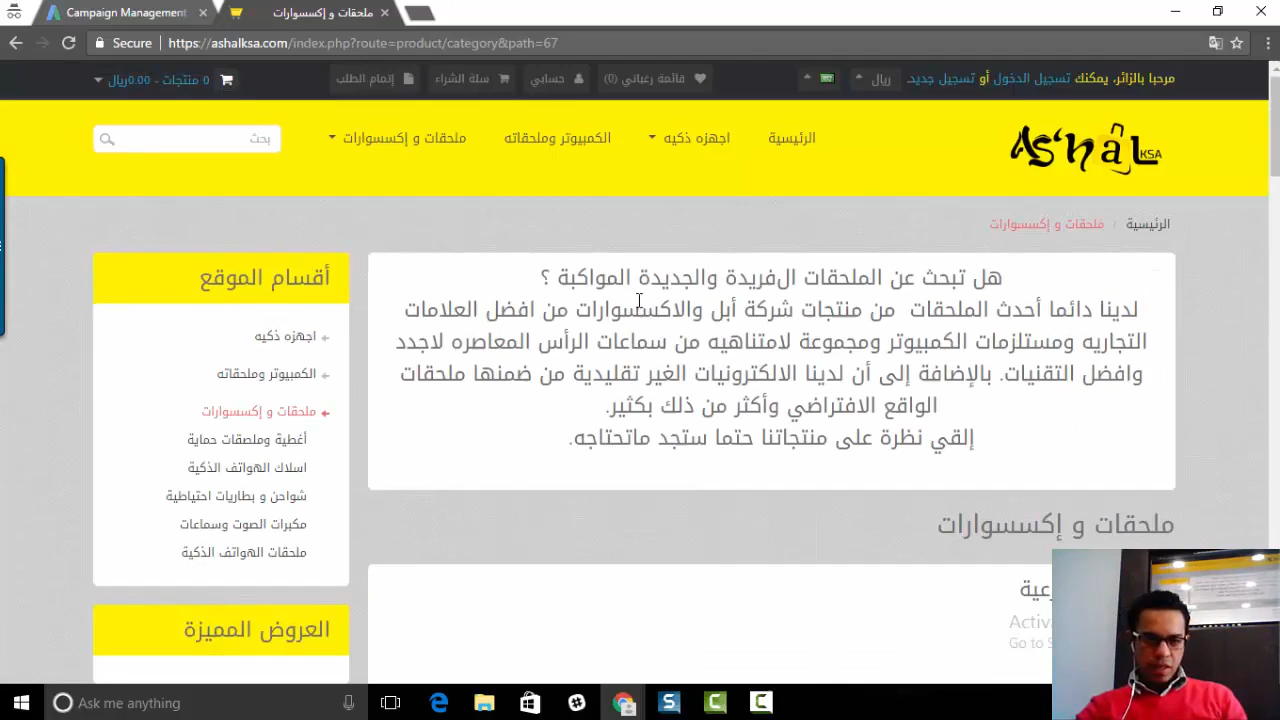 Campaign Management
ملحقات و إكسسوارات
Secure
https://ashalksa.com/index.php?route=product/category&path=67
مرحبا بالزائر، يمكنك تسجيل الدخول أو تسجيل جديد.
ريال
قائمة رغباتي (0)
حسابي
سلة الشراء
إتمام الطلب
0 منتجات - 0.00ريال
As'haL KSA
الرئيسية
اجهزه ذكيه
الكمبيوتر وملحقاته
ملحقات و إكسسوارات
بحث
الرئيسية / ملحقات و إكسسوارات
هل تبحث عن الملحقات الفريدة والجديدة المواكبة ؟
لدينا دائما أحدث الملحقات من منتجات شركة أبل والاكسسوارات من افضل العلامات
التجاريه ومستلزمات الكمبيوتر ومجموعة لامتناهيه من سماعات الرأس المعاصره لاجدد
وافضل التقنيات. بالإضافة إلى أن لدينا الالكترونيات الغير تقليدية من ضمنها ملحقات
الواقع الافتراضي وأكثر من ذلك بكثير.
إلقي نظرة على منتجاتنا حتما ستجد ماتحتاجه.
ملحقات و إكسسوارات
أقسام الموقع
اجهزه ذكيه
الكمبيوتر وملحقاته
ملحقات و إكسسوارات
أغطية وملصقات حماية
اسلاك الهواتف الذكية
شواحن و بطاريات احتياطية
مكبرات الصوت وسماعات
ملحقات الهواتف الذكية
العروض المميزة
Go to S
Ask me anything